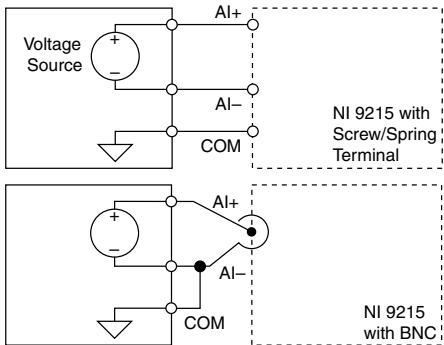 AI+
Voltage
Source
+
–
AI–
COM
NI 9215 with
Screw/Spring
Terminal
AI+
+
–
AI–
COM
NI 9215
with BNC